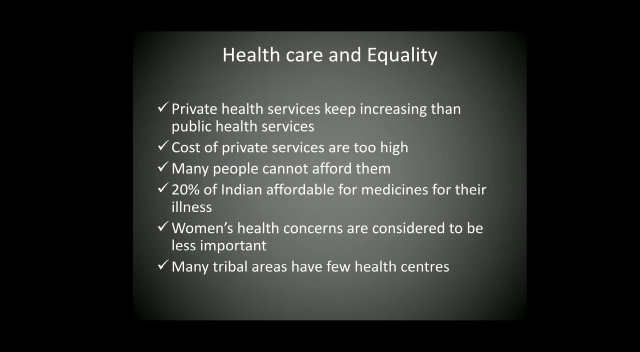 Health care and Equality
✓ Private health services keep increasing than
public health services
✓ Cost of private services are too high
✓ Many people cannot afford them
✓ 20% of Indian affordable for medicines for their
illness
✓ Women's health concerns are considered to be
less important
✓ Many tribal areas have few health centres